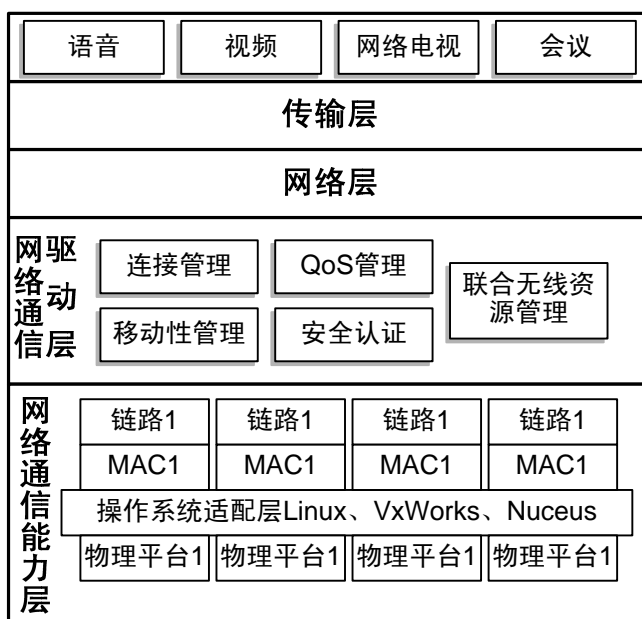 语音 视频 网络电视 会议
传输层
网络层
网络通信
驱动层
连接管理 QoS管理
联合无线资
源管理
移动性管理 安全认证
网络通信能力层
链路1 链路1 链路1 链路1
MAC1 MAC1 MAC1 MAC1
操作系统适配层Linux、VxWorks、Nuceus
物理平台1 物理平台1 物理平台1 物理平台1